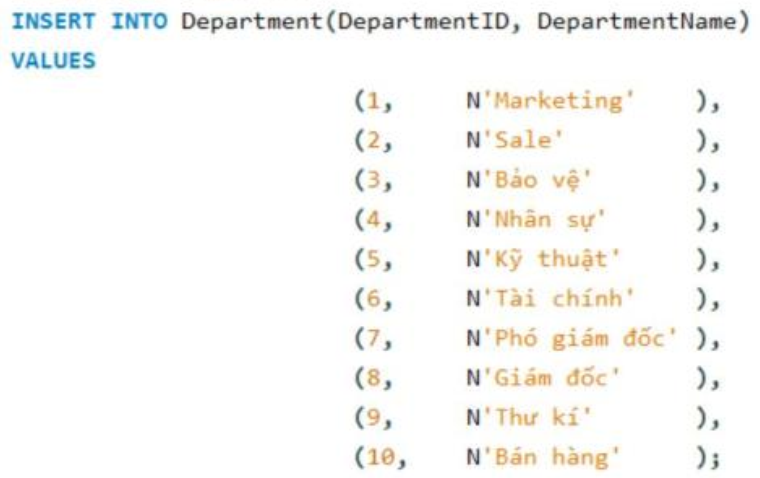 INSERT INTO Department(DepartmentID, DepartmentName)
VALUES
(1, N'Marketing' ),
(2, N'Sale' ),
(3, N'Bảo vệ' ),
(4, N'Nhân sự' ),
(5, N'Kỹ thuật' ),
(6, N'Tài chính' ),
(7, N'Phó giám đốc' ),
(8, N'Giám đốc' ),
(9, N'Thư kí' ),
(10, N'Bán hàng' );